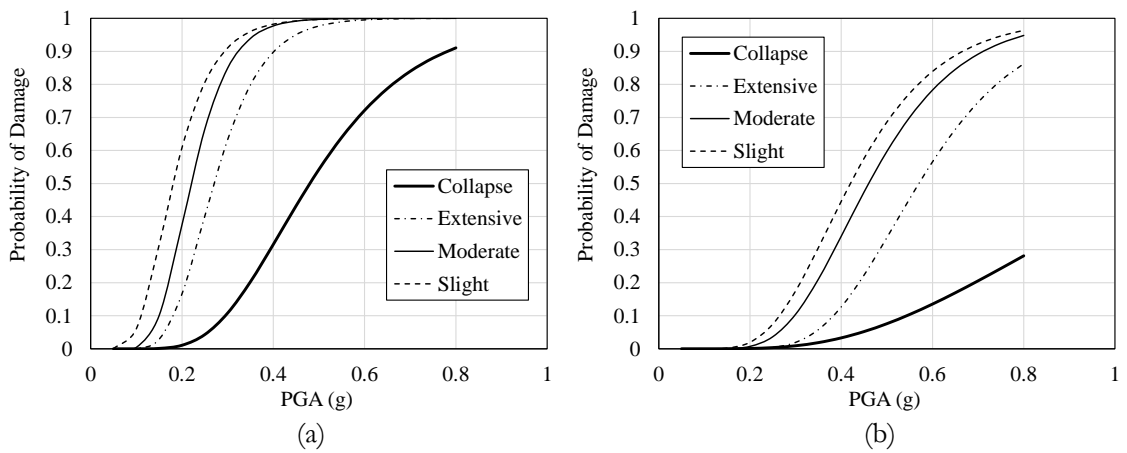 Probability of Damage
1
0.9
0.8
0.7
0.6
0.5
0.4
0.3
0.2
0.1
0
0 0.2 0.4 0.6 0.8 1
PGA (g)
Collapse
Extensive
Moderate
Slight
(a)
Probability of Damage
1
0.9
0.8
0.7
0.6
0.5
0.4
0.3
0.2
0.1
0
0 0.2 0.4 0.6 0.8 1
PGA (g)
Collapse
Extensive
Moderate
Slight
(b)